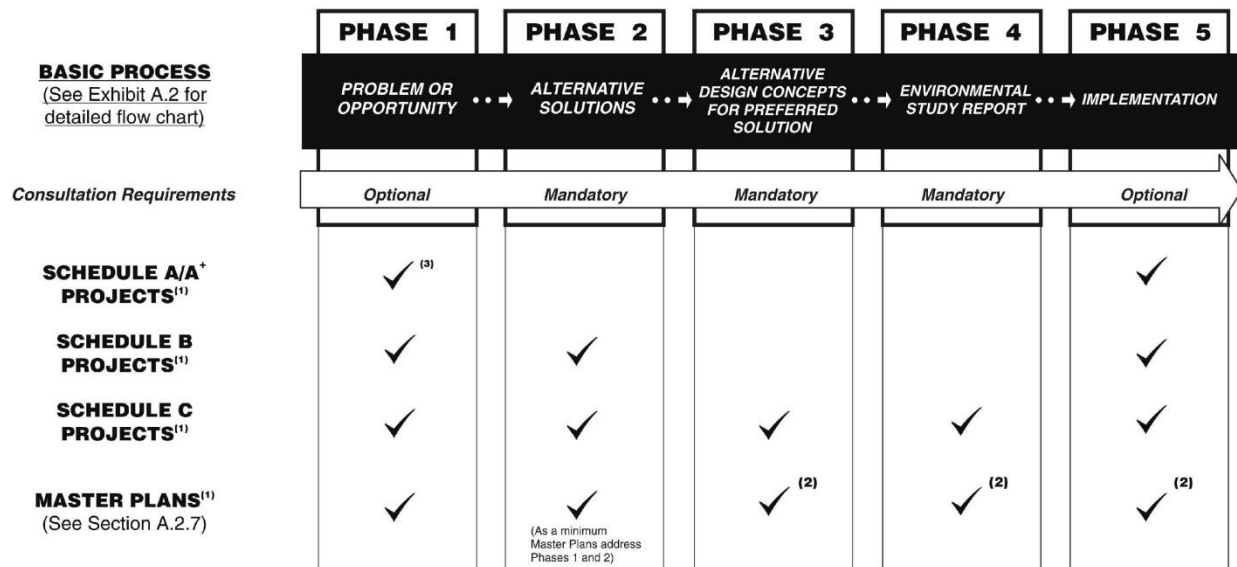 PHASE 1
PHASE 2
PHASE 3
PHASE 4
PHASE 5
BASIC PROCESS
(See Exhibit A.2 for
detailed flow chart)
PROBLEM OR
OPPORTUNITY
ALTERNATIVE
SOLUTIONS
ALTERNATIVE
DESIGN CONCEPTS
FOR PREFERRED
SOLUTION
ENVIRONMENTAL
STUDY REPORT
IMPLEMENTATION
Consultation Requirements
Optional
Mandatory
Mandatory
Mandatory
Optional
SCHEDULE A/A+
PROJECTS(1)
(3)
SCHEDULE B
PROJECTS(1)
SCHEDULE C
PROJECTS(1)
MASTER PLANS(1)
(See Section A.2.7)
(As a minimum
Master Plans address
Phases 1 and 2)
(2)
(2)
(2)